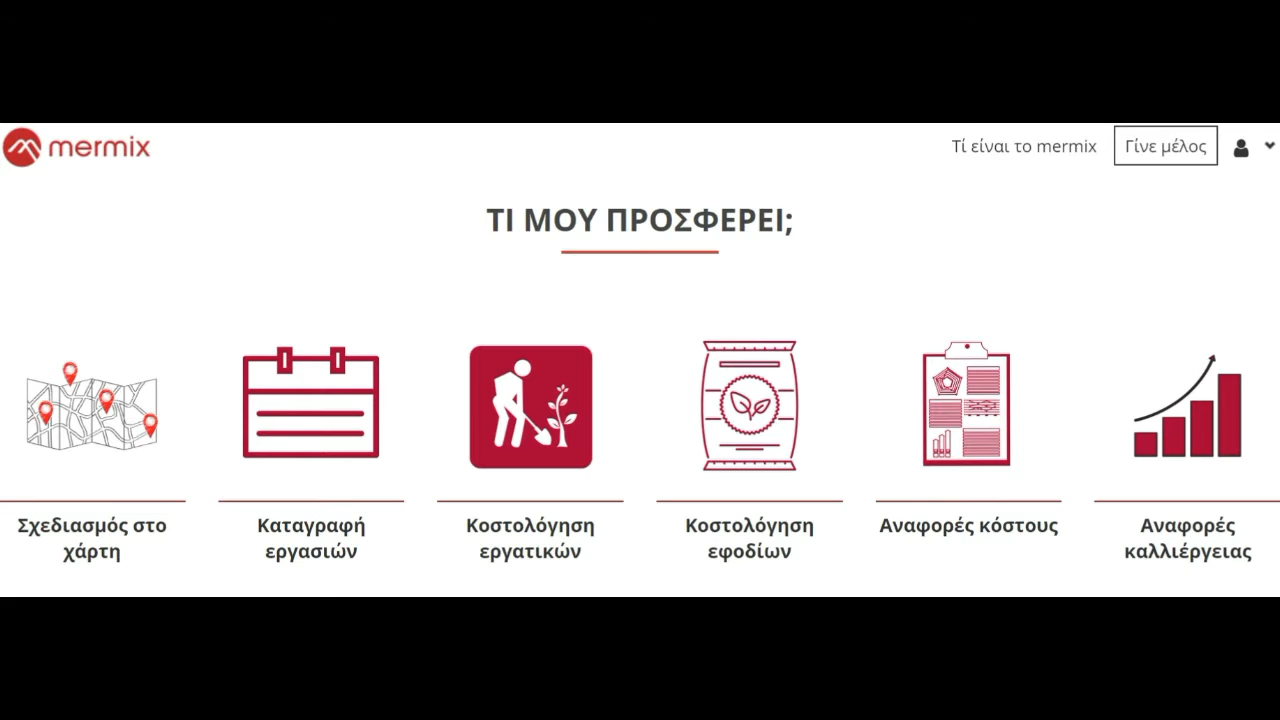 mermix
Τί είναι το mermix
Γίνε μέλος
ΤΙ ΜΟΥ ΠΡΟΣΦΕΡΕΙ;
Σχεδιασμός στο
χάρτη
Καταγραφή
εργασιών
Κοστολόγηση
εργατικών
Κοστολόγηση
εφοδίων
Αναφορές κόστους
Αναφορές
καλλιέργειας